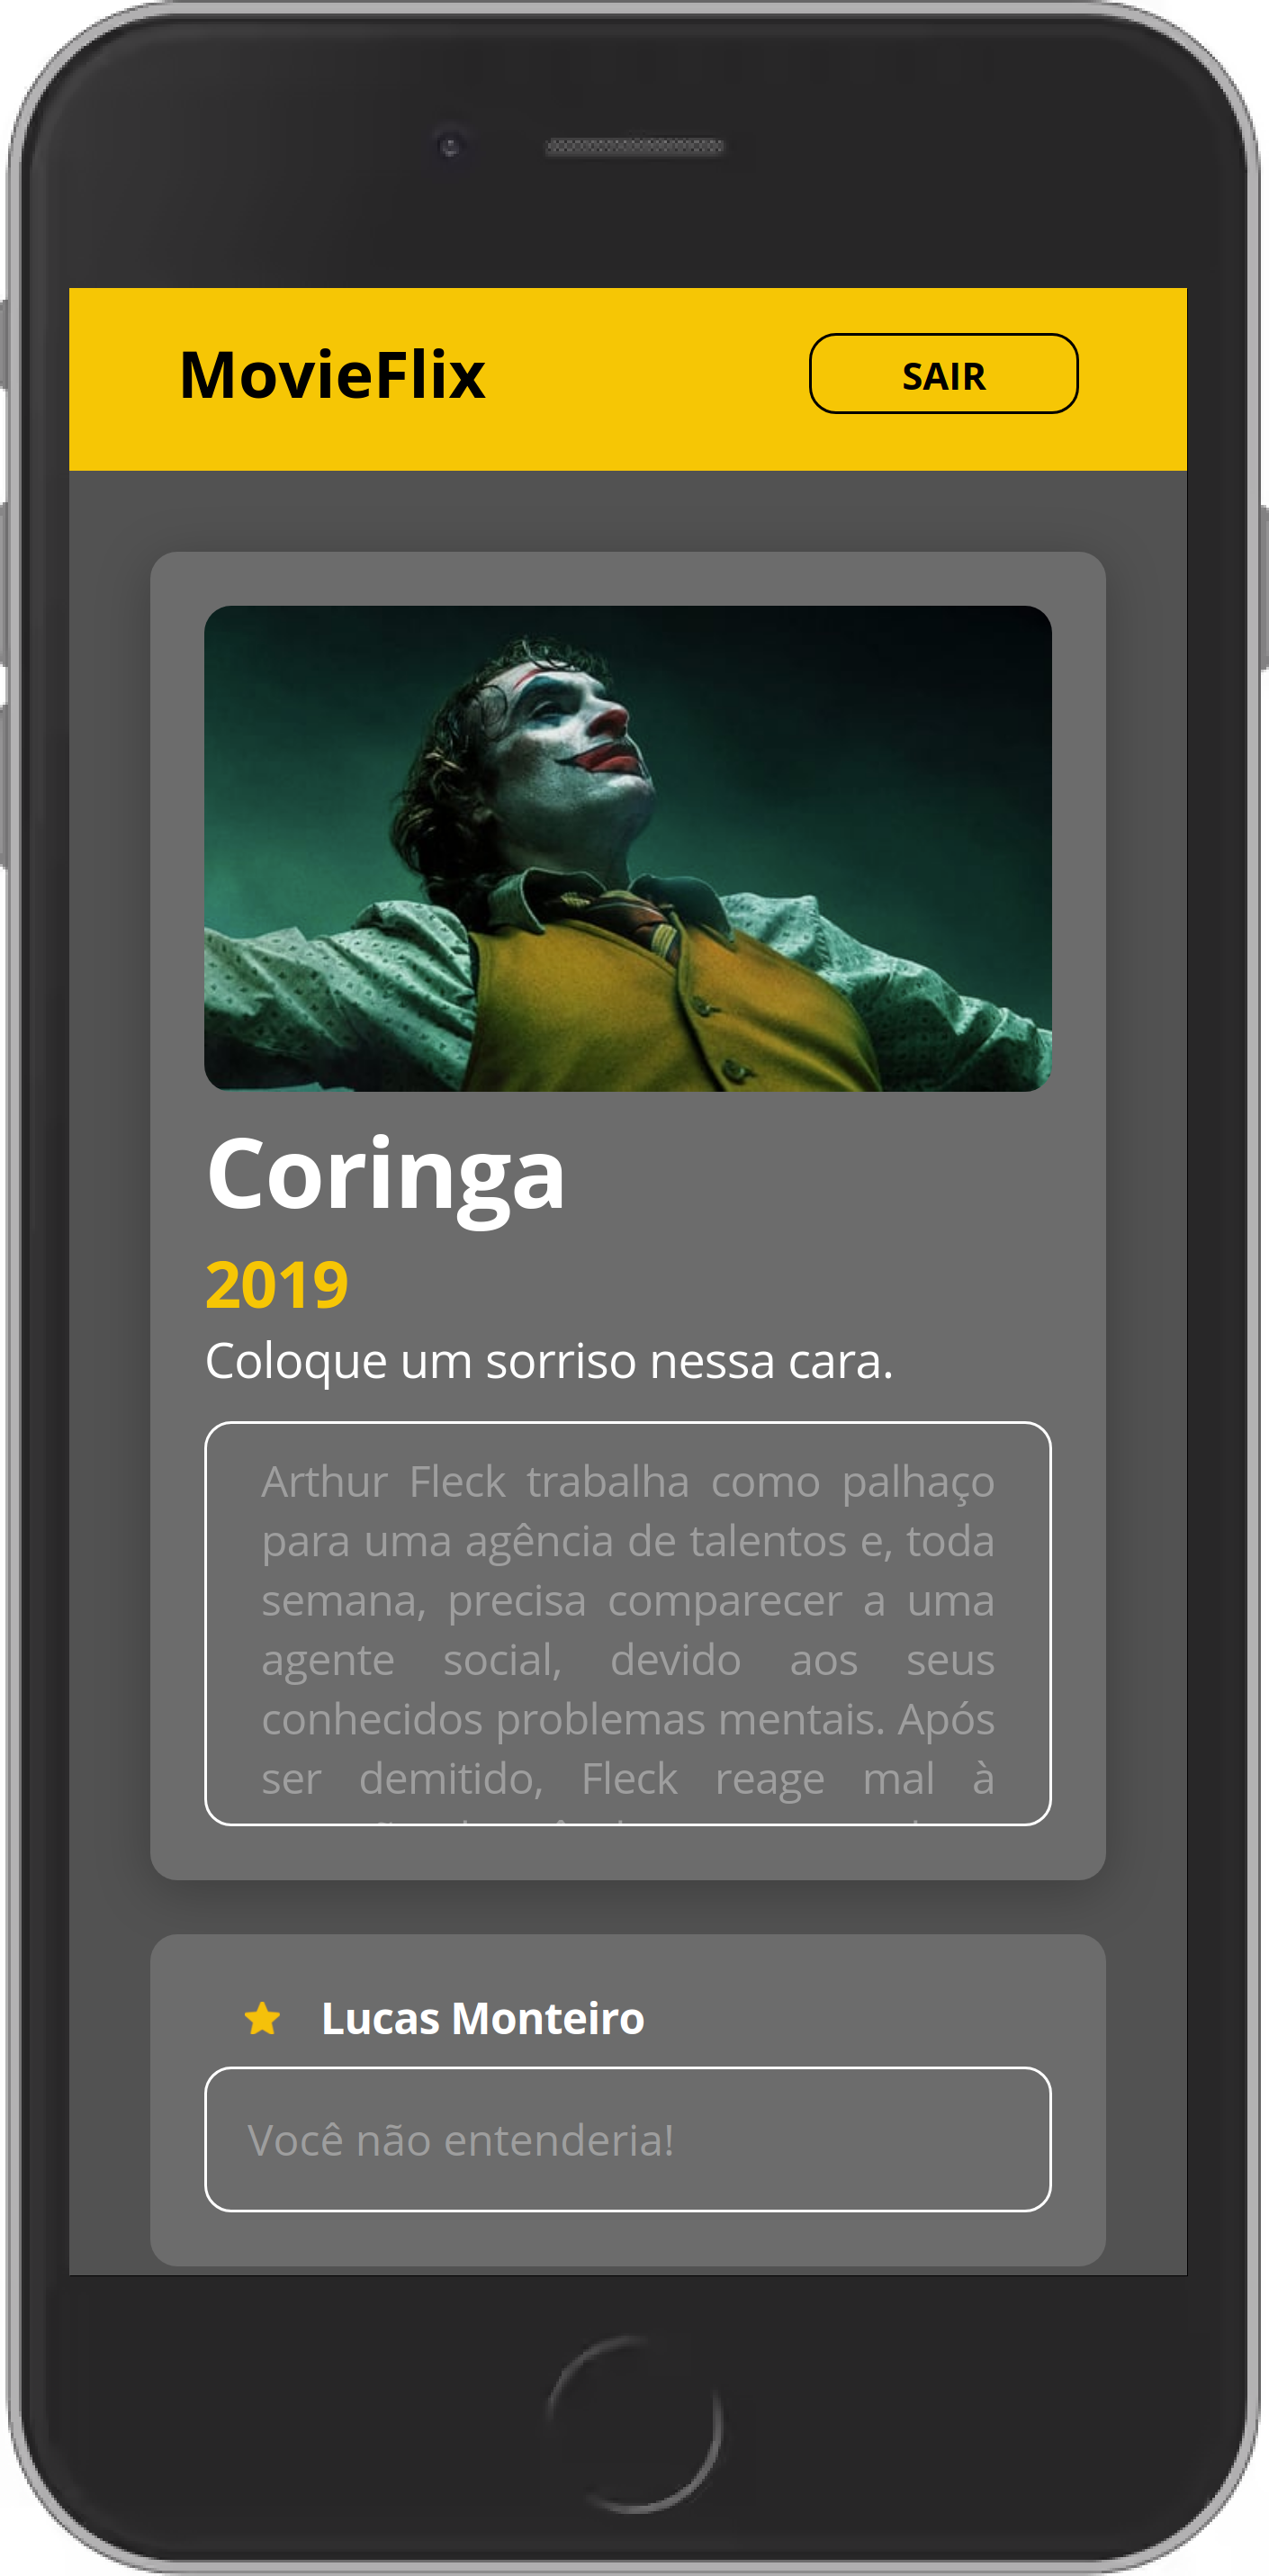 MovieFlix
SAIR
Coringa
2019
Coloque um sorriso nessa cara.
Arthur Fleck trabalha como palhaço
para uma agência de talentos e, toda
semana, precisa comparecer a uma
agente social, devido aos seus
conhecidos problemas mentais. Após
ser demitido, Fleck reage mal à
Lucas Monteiro
Você não entenderia!